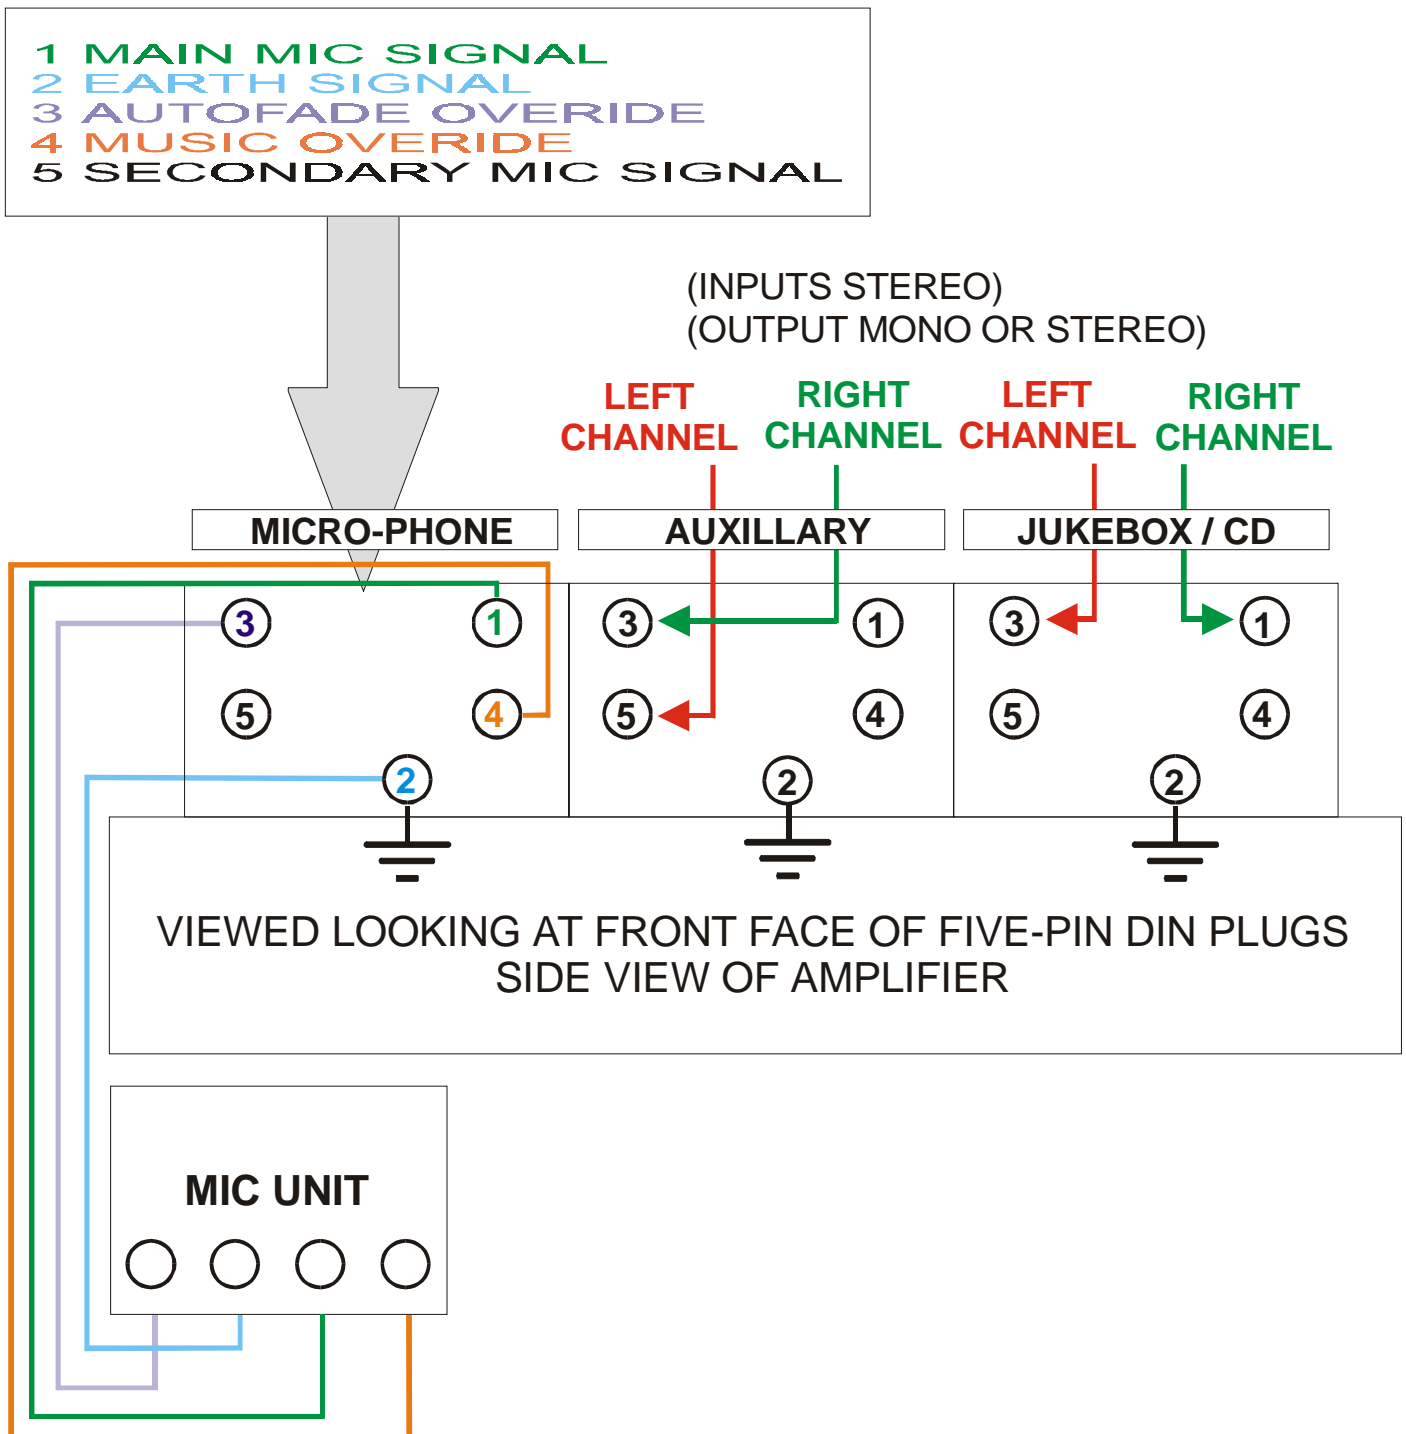 1 MAIN MIC SIGNAL
2 EARTH SIGNAL
3 AUTOFADE OVERIDE
4 MUSIC OVERIDE
5 SECONDARY MIC SIGNAL
(INPUTS STEREO)
(OUTPUT MONO OR STEREO)
LEFT CHANNEL
RIGHT CHANNEL
LEFT CHANNEL
RIGHT CHANNEL
MICRO-PHONE
AUXILLARY
JUKEBOX / CD
3 1 3 1 3 1
5 4 5 4 5 4
2 2 2
VIEWED LOOKING AT FRONT FACE OF FIVE-PIN DIN PLUGS
SIDE VIEW OF AMPLIFIER
MIC UNIT